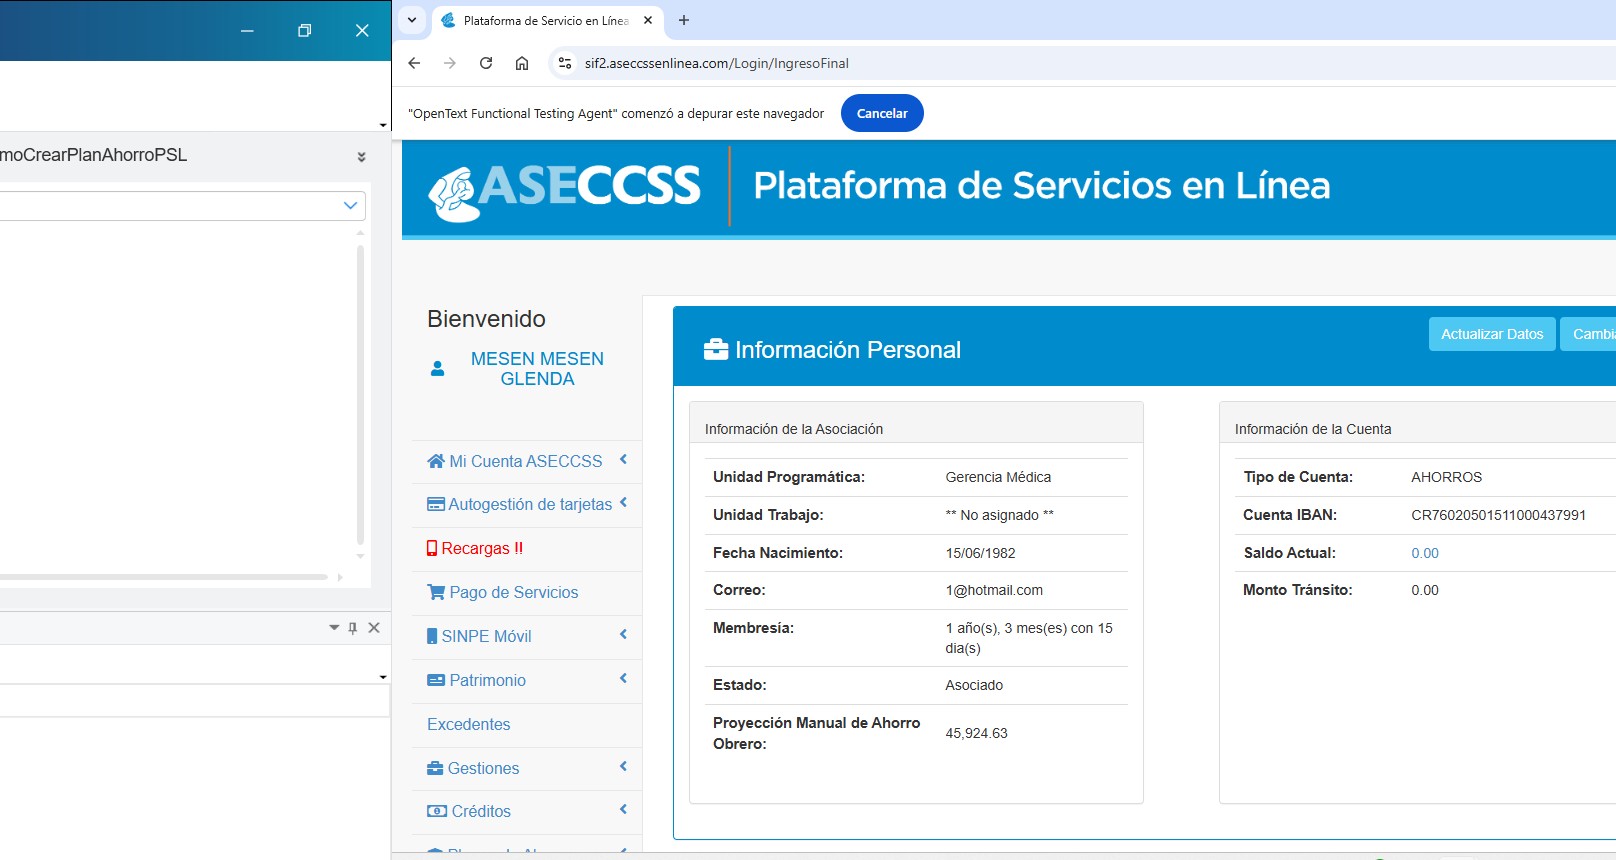 Plataforma de Servicio en Línea
sif2.aseccssenlinea.com/Login/IngresoFinal
"OpenText Functional Testing Agent" comenzó a depurar este navegador
Cancelar
moCrearPlanAhorroPSL
ASECCSS
Plataforma de Servicios en Línea
Bienvenido
MESEN MESEN
GLENDA
Mi Cuenta ASECCSS
Autogestión de tarjetas
Recargas !!
Pago de Servicios
SINPE Móvil
Patrimonio
Excedentes
Gestiones
Créditos
Información Personal
Actualizar Datos
Cambia
Información de la Asociación
Unidad Programática: Gerencia Médica
Unidad Trabajo: ** No asignado **
Fecha Nacimiento: 15/06/1982
Correo: 1@hotmail.com
Membresía: 1 año(s), 3 mes(es) con 15
dia(s)
Estado: Asociado
Proyección Manual de Ahorro
Obrero: 45,924.63
Información de la Cuenta
Tipo de Cuenta: AHORROS
Cuenta IBAN: CR76020501511000437991
Saldo Actual: 0.00
Monto Tránsito: 0.00